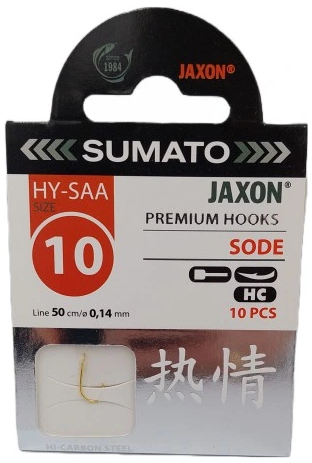 since
1984
JAXON®
SUMATO
HY-SAA
SIZE
10
JAXON®
PREMIUM HOOKS
SODE
HC
10 PCS
Line 50 cm/ø 0,14 mm
热情
HI-CARBON STEEL